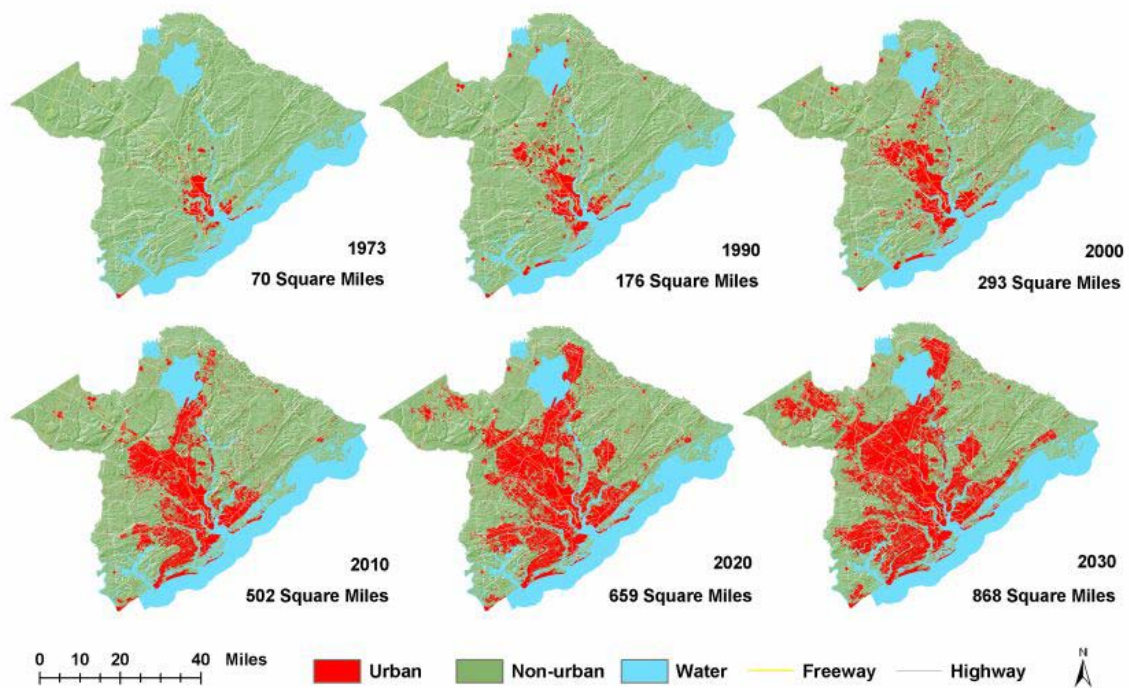 1973
70 Square Miles
1990
176 Square Miles
2000
293 Square Miles
2010
502 Square Miles
2020
659 Square Miles
2030
868 Square Miles
0 10 20 40 Miles
Urban
Non-urban
Water
Freeway
Highway
N